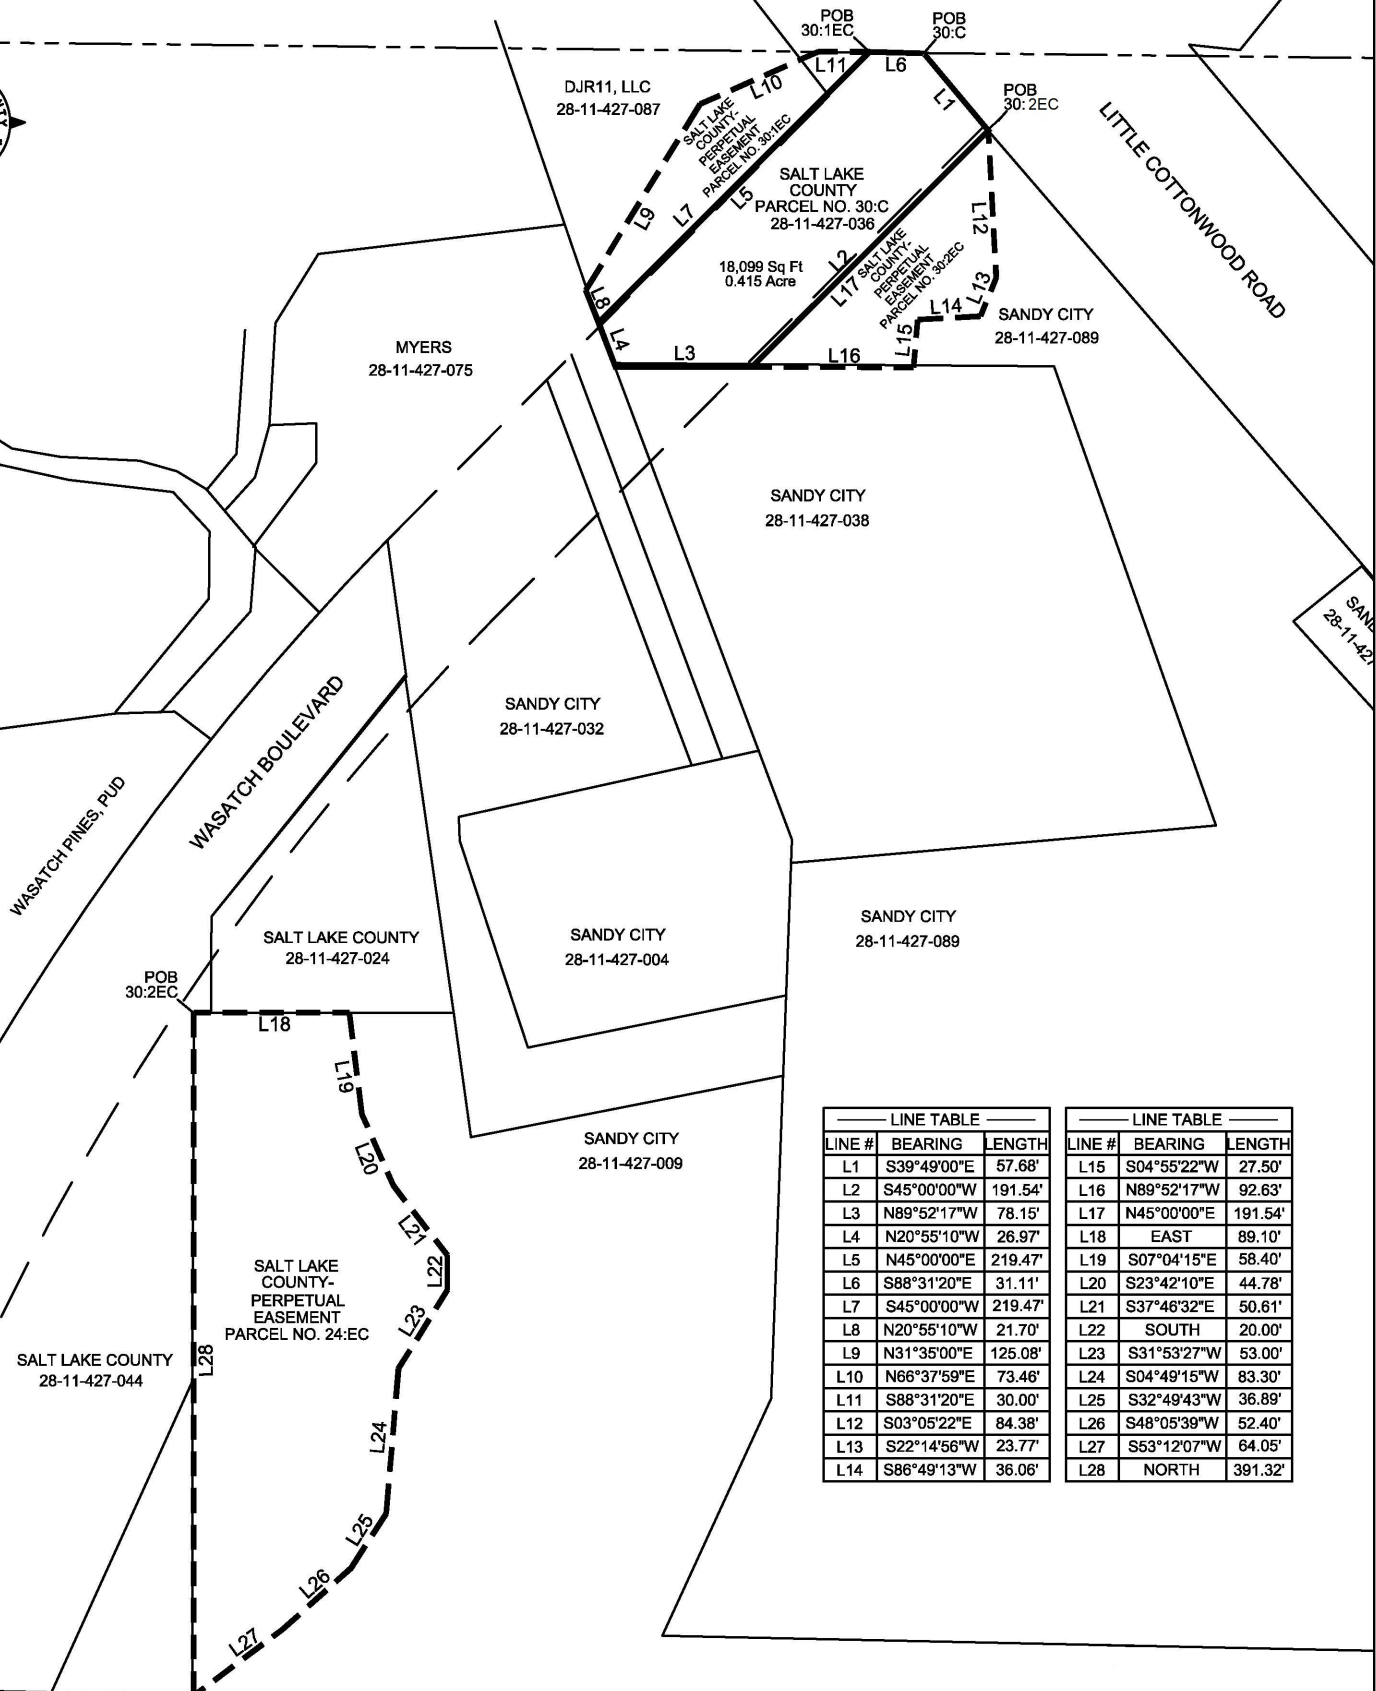 POB
30:1EC
POB
30:C
L11
L6
DJR11, LLC
28-11-427-087
L10
L1
POB
30:2EC
LITTLE COTTONWOOD ROAD
SALT LAKE
COUNTY-
PERPETUAL
EASEMENT
PARCEL NO. 30:1EC
SALT LAKE
COUNTY
PARCEL NO. 30:C
28-11-427-036
18,099 Sq Ft
0.415 Acre
L9
L7
L5
L2
L17
SALT LAKE
COUNTY-
PERPETUAL
EASEMENT
PARCEL NO. 30:2EC
L12
L13
L14
L15
L8
L4
L3
L16
SANDY CITY
28-11-427-089
MYERS
28-11-427-075
SANDY CITY
28-11-427-038
SANDY CITY
28-11-427-032
WASATCH BOULEVARD
WASATCH PINES, PUD
SALT LAKE COUNTY
28-11-427-024
SANDY CITY
28-11-427-004
SANDY CITY
28-11-427-089
POB
30:2EC
L18
L19
L20
L21
L22
L23
L24
L25
L26
L27
L28
SANDY CITY
28-11-427-009
SALT LAKE
COUNTY-
PERPETUAL
EASEMENT
PARCEL NO. 24:EC
SALT LAKE COUNTY
28-11-427-044
LINE TABLE
LINE # BEARING LENGTH
L1 S39°49'00"E 57.68'
L2 S45°00'00"W 191.54'
L3 N89°52'17"W 78.15'
L4 N20°55'10"W 26.97'
L5 N45°00'00"E 219.47'
L6 S88°31'20"E 31.11'
L7 S45°00'00"W 219.47'
L8 N20°55'10"W 21.70'
L9 N31°35'00"E 125.08'
L10 N66°37'59"E 73.46'
L11 S88°31'20"E 30.00'
L12 S03°05'22"E 84.38'
L13 S22°14'56"W 23.77'
L14 S86°49'13"W 36.06'
LINE TABLE
LINE # BEARING LENGTH
L15 S04°55'22"W 27.50'
L16 N89°52'17"W 92.63'
L17 N45°00'00"E 191.54'
L18 EAST 89.10'
L19 S07°04'15"E 58.40'
L20 S23°42'10"E 44.78'
L21 S37°46'32"E 50.61'
L22 SOUTH 20.00'
L23 S31°53'27"W 53.00'
L24 S04°49'15"W 83.30'
L25 S32°49'43"W 36.89'
L26 S48°05'39"W 52.40'
L27 S53°12'07"W 64.05'
L28 NORTH 391.32'